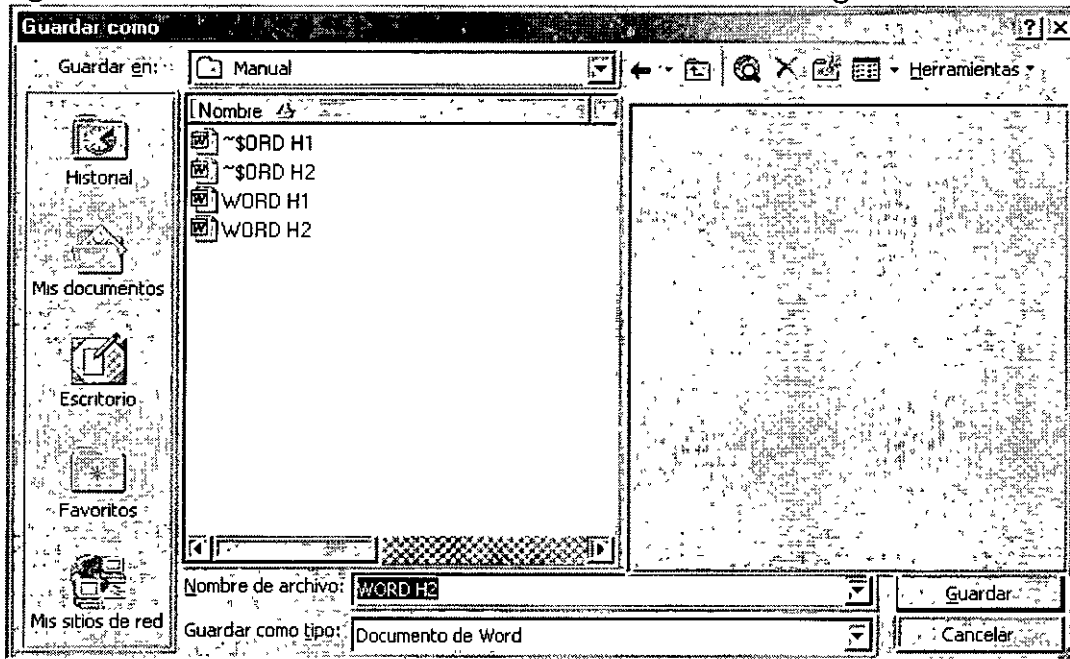 Guardar como
Guardar en: Manual Herramientas
Nombre
~$ORD H1
~$ORD H2
WORD H1
WORD H2
Historial
Mis documentos
Escritorio
Favoritos
Mis sitios de red
Nombre de archivo: WORD H2 Guardar
Guardar como tipo: Documento de Word Cancelar